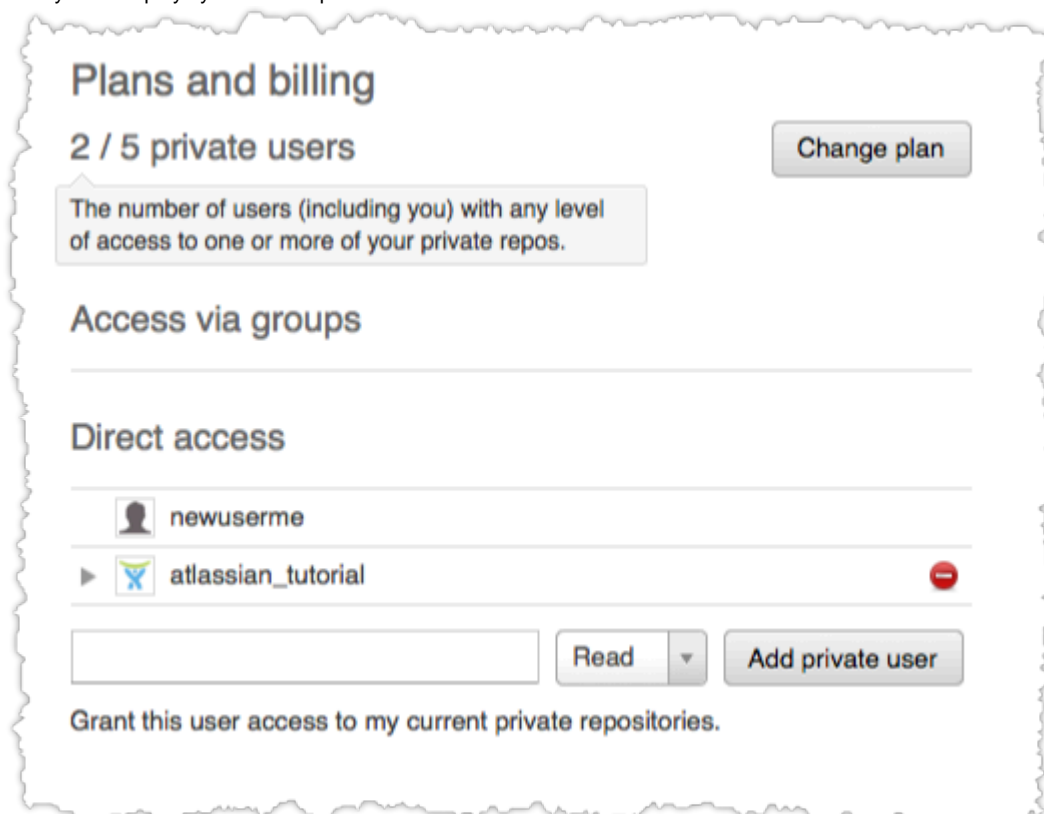 Plans and billing
2 / 5 private users
Change plan
The number of users (including you) with any level
of access to one or more of your private repos.
Access via groups
Direct access
newuserme
atlassian_tutorial
Read
Add private user
Grant this user access to my current private repositories.